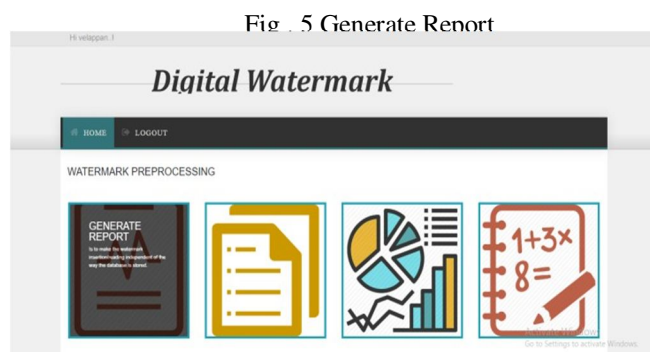 Fig . 5 Generate Report
Hi velappan. !
Digital Watermark
HOME LOGOUT
WATERMARK PREPROCESSING
GENERATE
REPORT
Is to make the watermark
insertion/reading independent of the
way the database is stored.
1+3×
8=
Activate Windows
Go to Settings to activate Windows.